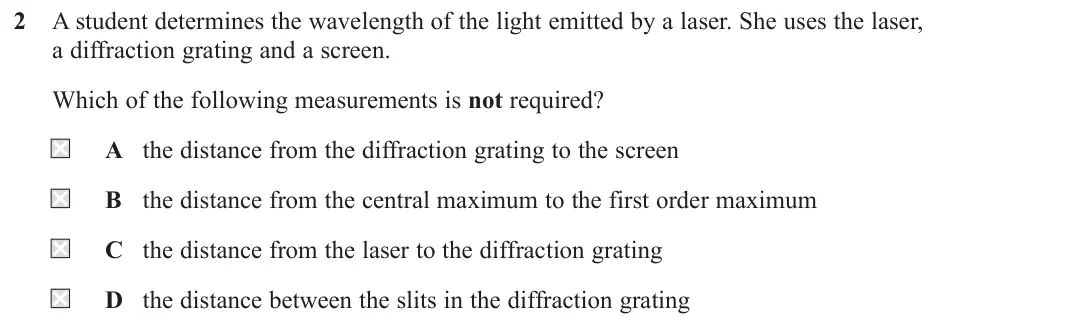 2 A student determines the wavelength of the light emitted by a laser. She uses the laser,
a diffraction grating and a screen.
Which of the following measurements is not required?
A the distance from the diffraction grating to the screen
B the distance from the central maximum to the first order maximum
C the distance from the laser to the diffraction grating
D the distance between the slits in the diffraction grating